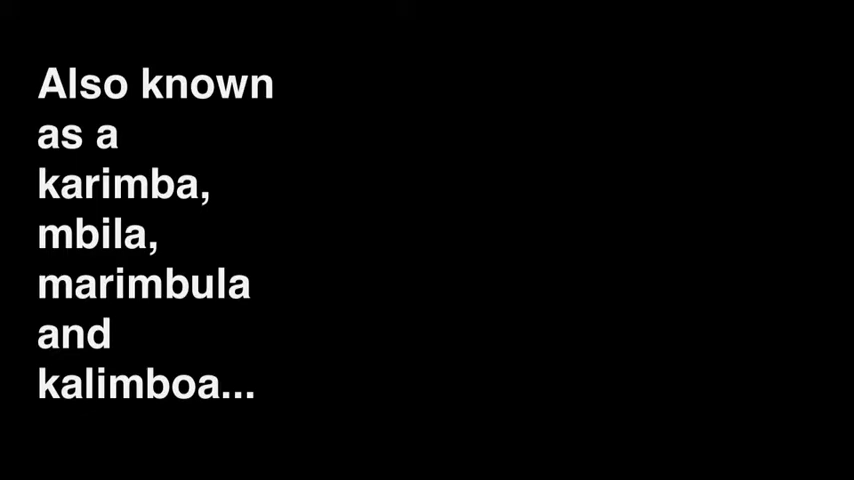 Also known
as a
karimba,
mbila,
marimbula
and
kalimboa...